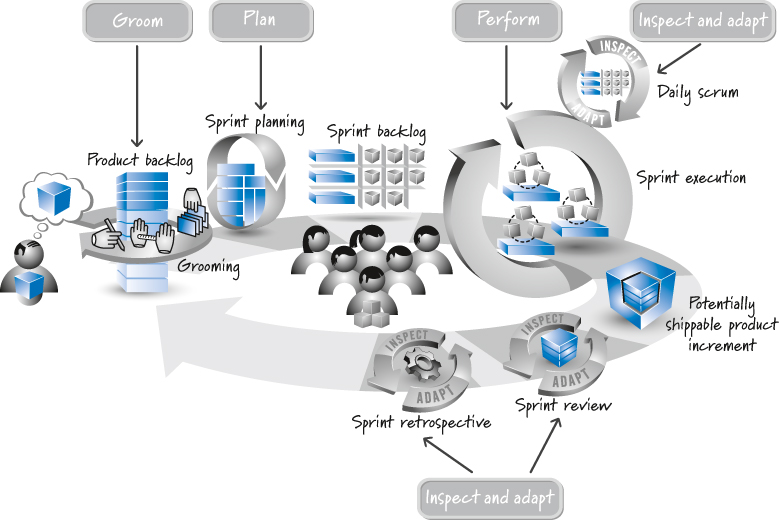 Groom
Plan
Perform
Inspect and adapt
INSPECT
ADAPT
Daily scrum
Sprint planning
Sprint backlog
Product backlog
Sprint execution
Grooming
Potentially
shippable product
increment
INSPECT
ADAPT
Sprint retrospective
INSPECT
ADAPT
Sprint review
Inspect and adapt